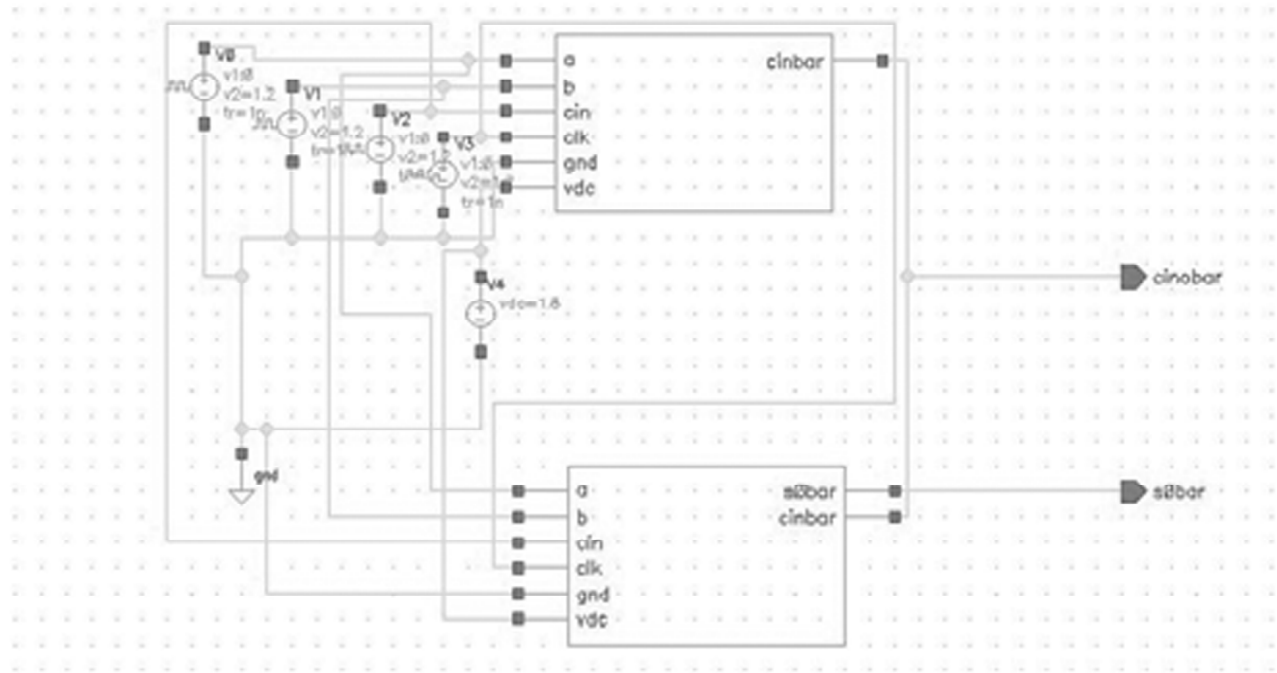 V0
v1:0
v2=1.2
tr=1n
V1
v1:0
v2=1.2
V2
v1:0
V3
v1:0
tr=1n
V4
vdc=1.8
gnd
a
b
cin
clk
gnd
vdc
cinbar
cinobar
a
b
cin
clk
gnd
vdc
s0bar
cinbar
s0bar